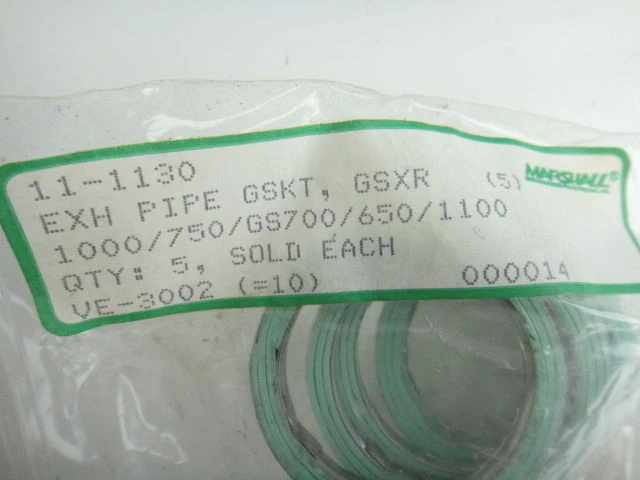 11-1130
EXH PIPE GSKT, GSXR (5) MARSHALL®
1000/750/GS700/650/1100
QTY: 5, SOLD EACH
VE-3002 (=10) 000014